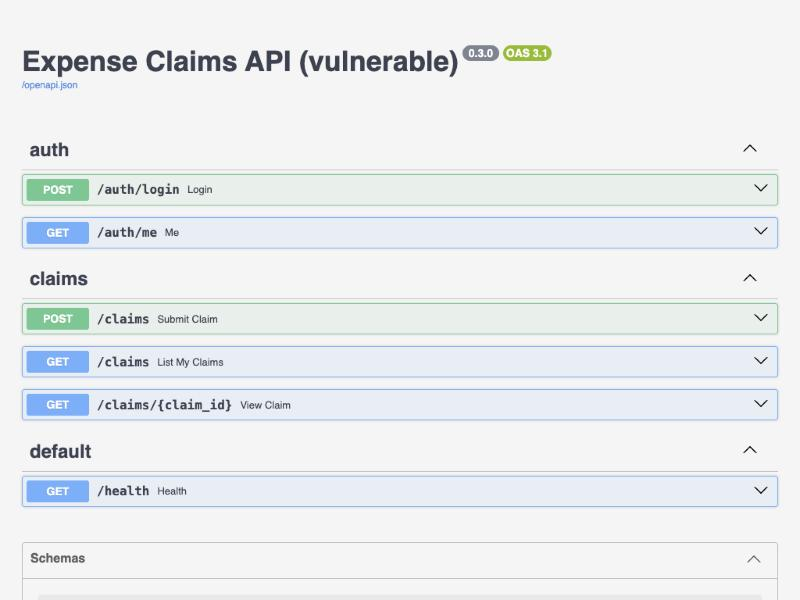 Expense Claims API (vulnerable) 0.3.0 OAS 3.1
/openapi.json
auth
POST /auth/login Login
GET /auth/me Me
claims
POST /claims Submit Claim
GET /claims List My Claims
GET /claims/{claim_id} View Claim
default
GET /health Health
Schemas